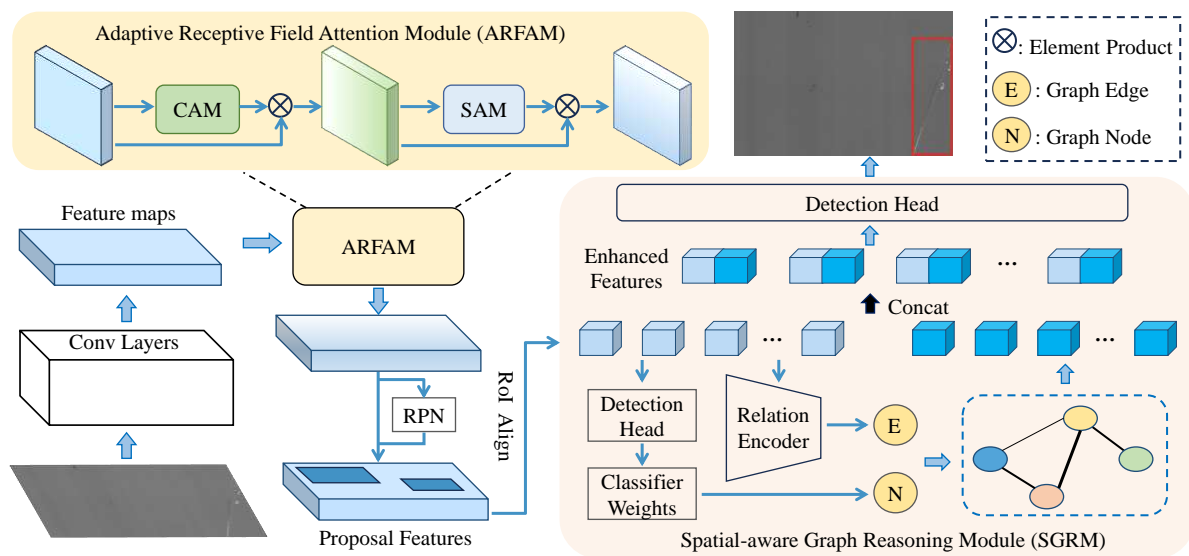 Adaptive Receptive Field Attention Module (ARFAM)
CAM
SAM
: Element Product
E : Graph Edge
N : Graph Node
Feature maps
ARFAM
Conv Layers
RPN
RoI Align
Proposal Features
Detection Head
Enhanced
Features
...
Concat
...
...
Detection
Head
Relation
Encoder
E
Classifier
Weights
N
Spatial-aware Graph Reasoning Module (SGRM)